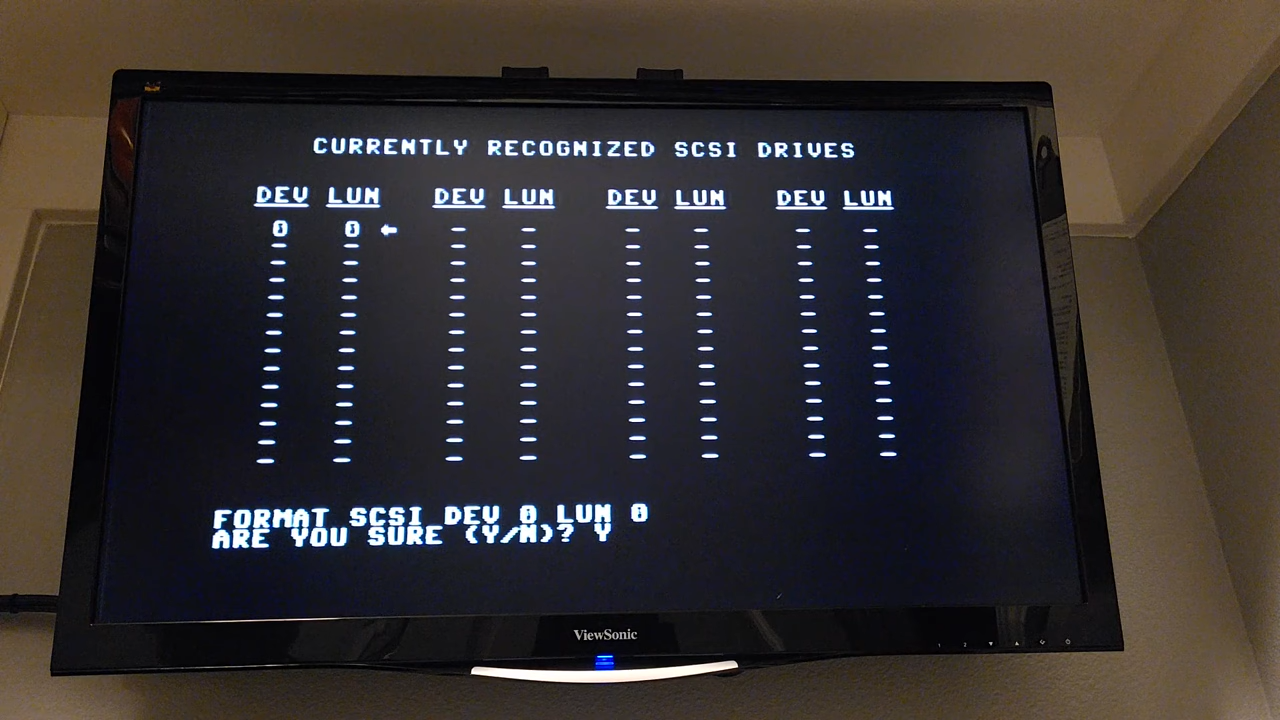 CURRENTLY RECOGNIZED SCSI DRIVES
DEV LUN DEV LUN DEV LUN DEV LUN
0 0 ← - - - - - -
- - - - - - - -
- - - - - - - -
- - - - - - - -
- - - - - - - -
- - - - - - - -
- - - - - - - -
- - - - - - - -
- - - - - - - -
- - - - - - - -
- - - - - - - -
- - - - - - - -
- - - - - - - -
- - - - - - - -
FORMAT SCSI DEV 0 LUN 0
ARE YOU SURE (Y/N)? Y
ViewSonic